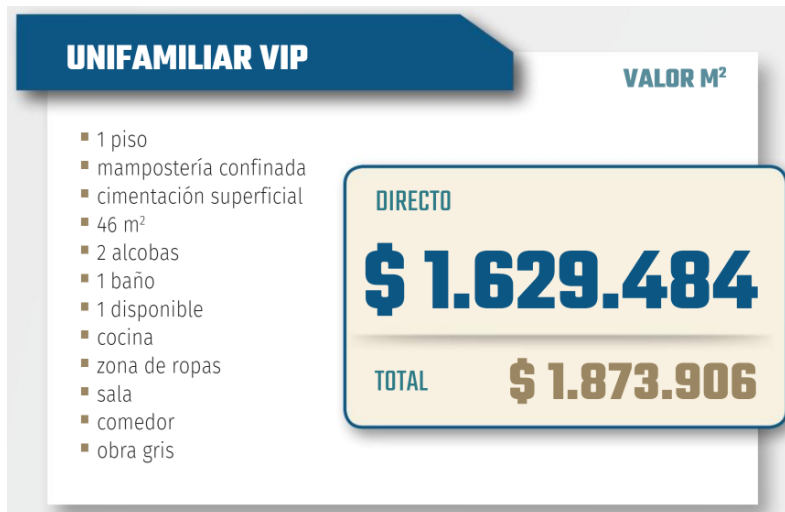 UNIFAMILIAR VIP
VALOR M²
▪ 1 piso
▪ mampostería confinada
▪ cimentación superficial
▪ 46 m²
▪ 2 alcobas
▪ 1 baño
▪ 1 disponible
▪ cocina
▪ zona de ropas
▪ sala
▪ comedor
▪ obra gris
DIRECTO
$ 1.629.484
TOTAL $ 1.873.906